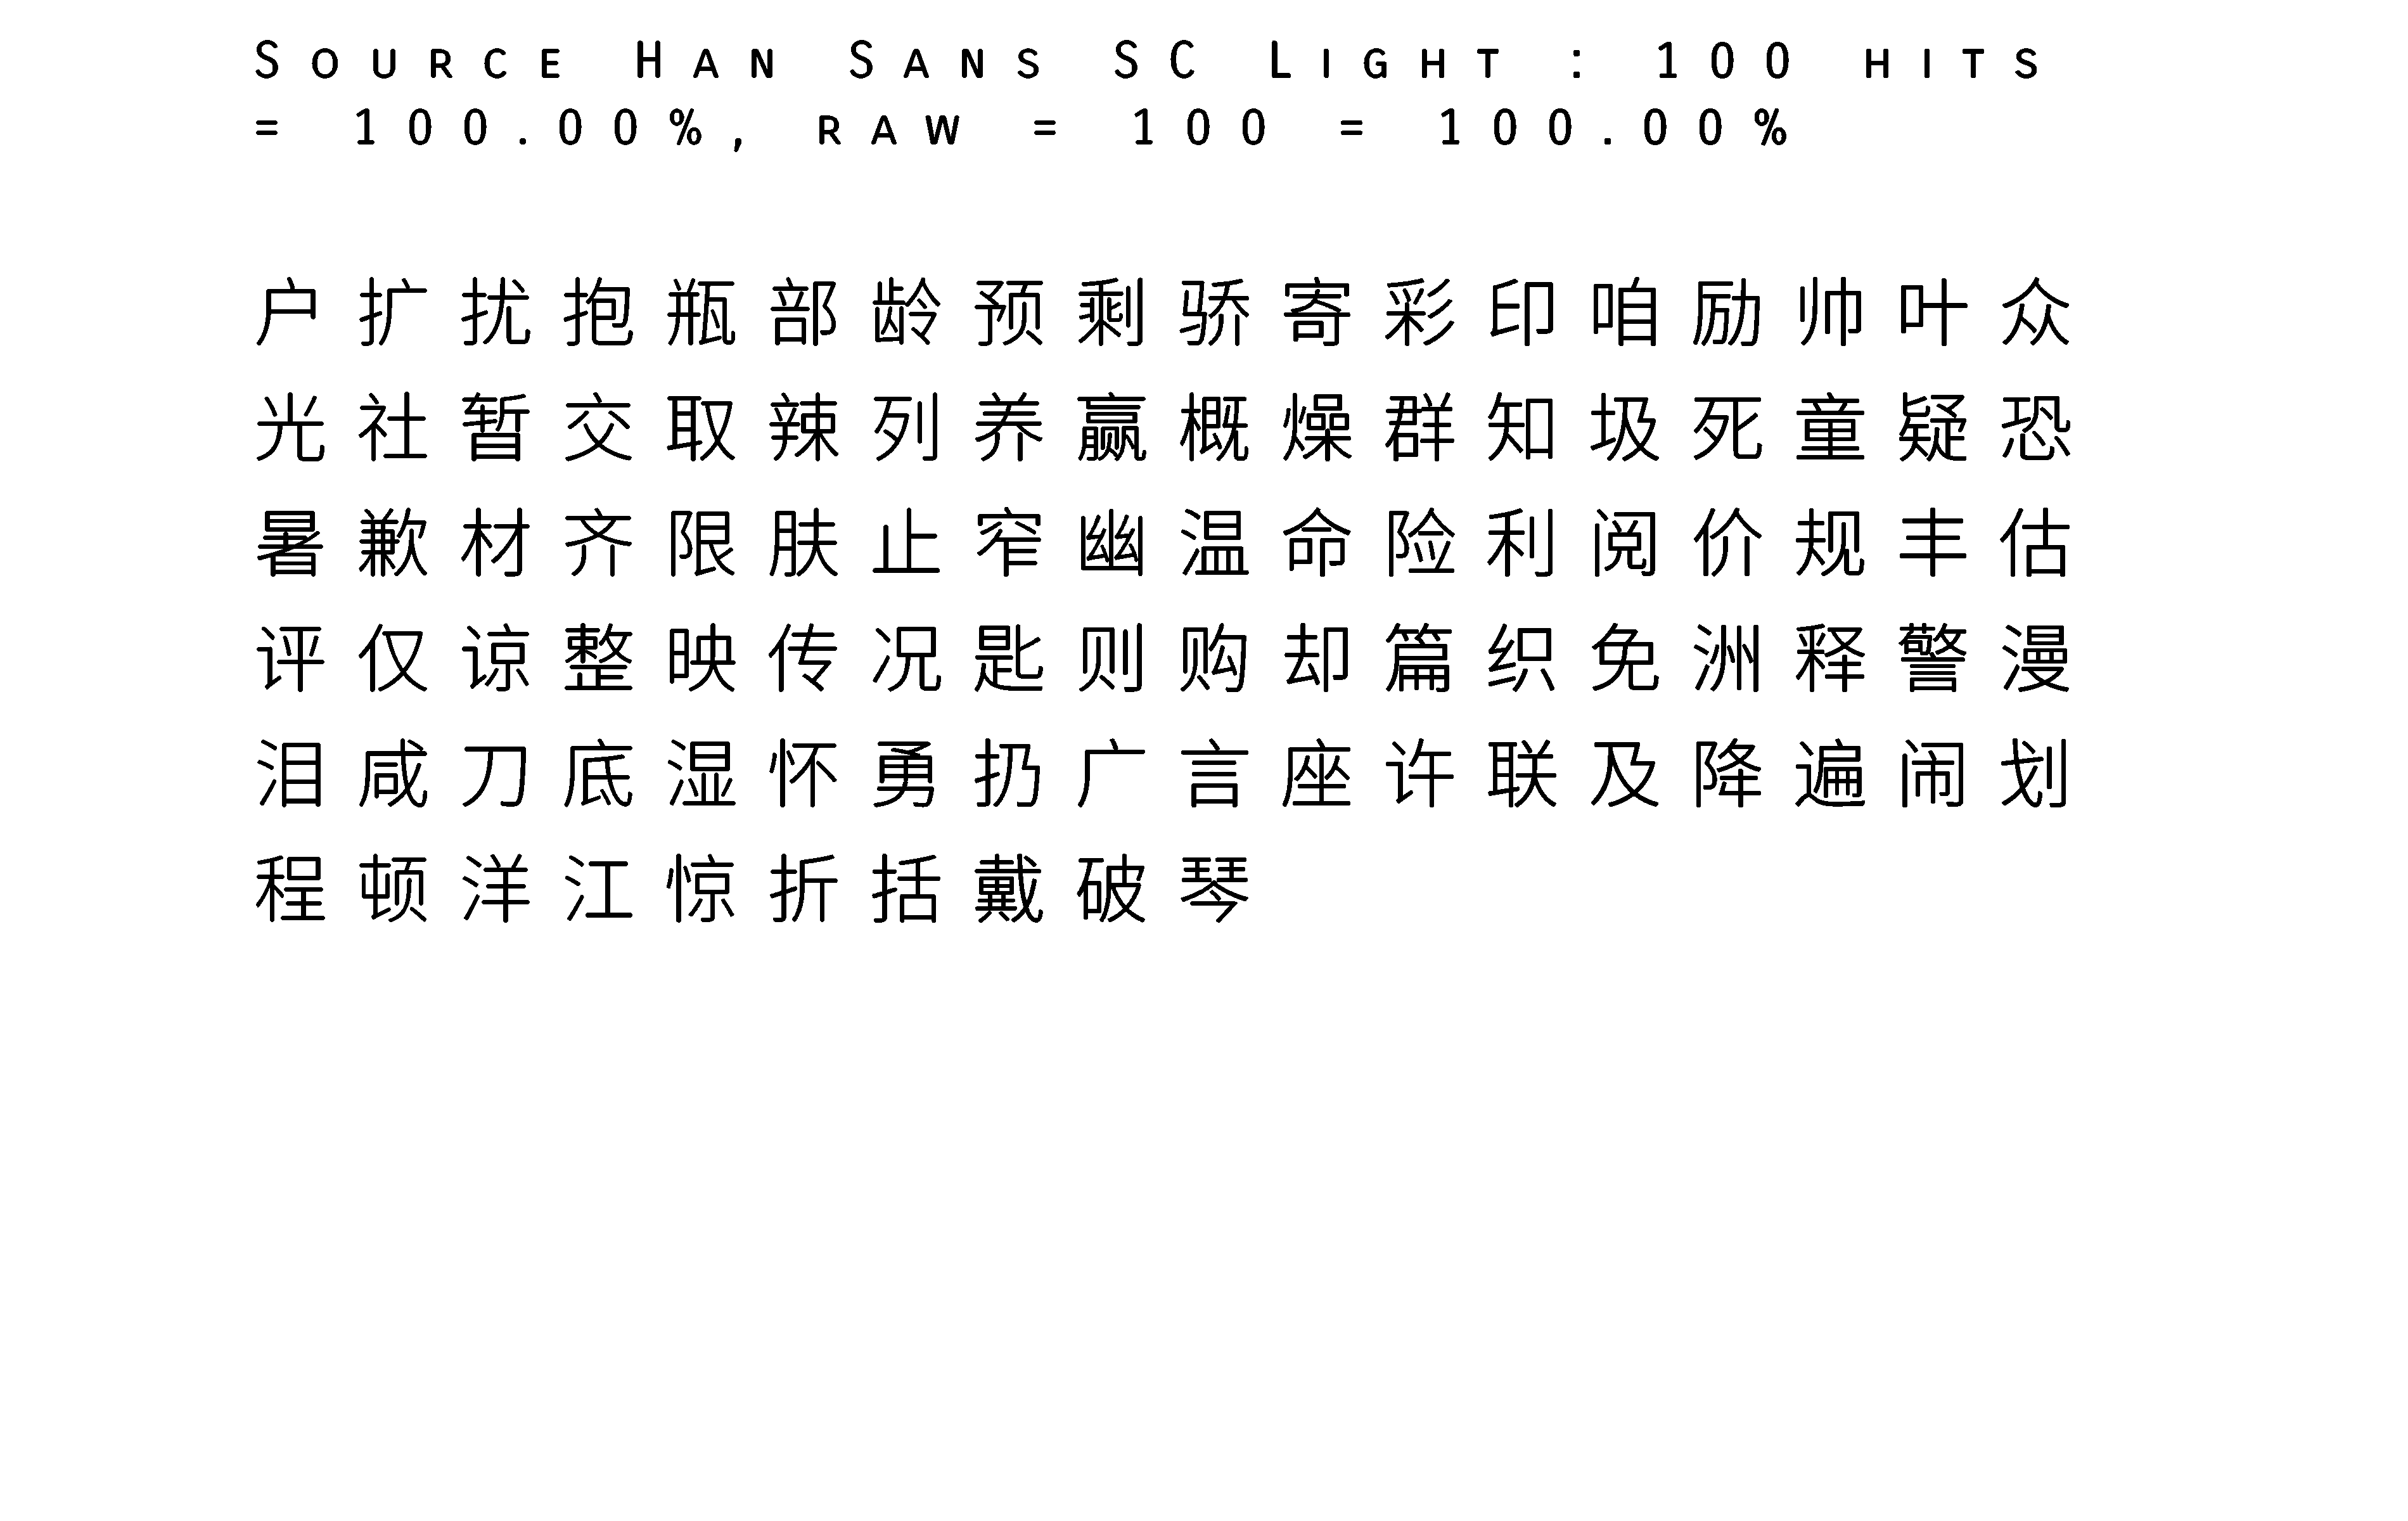 Source Han Sans SC Light : 100 hits
= 100.00%, raw = 100 = 100.00%
户扩扰抱瓶部龄预剩骄寄彩印咱励帅叶众
光社暂交取辣列养赢概燥群知圾死童疑恐
暑歉材齐限肤止窄幽温命险利阅价规丰估
评仅谅整映传况匙则购却篇织免洲释警漫
泪咸刀底湿怀勇扔广言座许联及降遍闹划
程顿洋江惊折括戴破琴